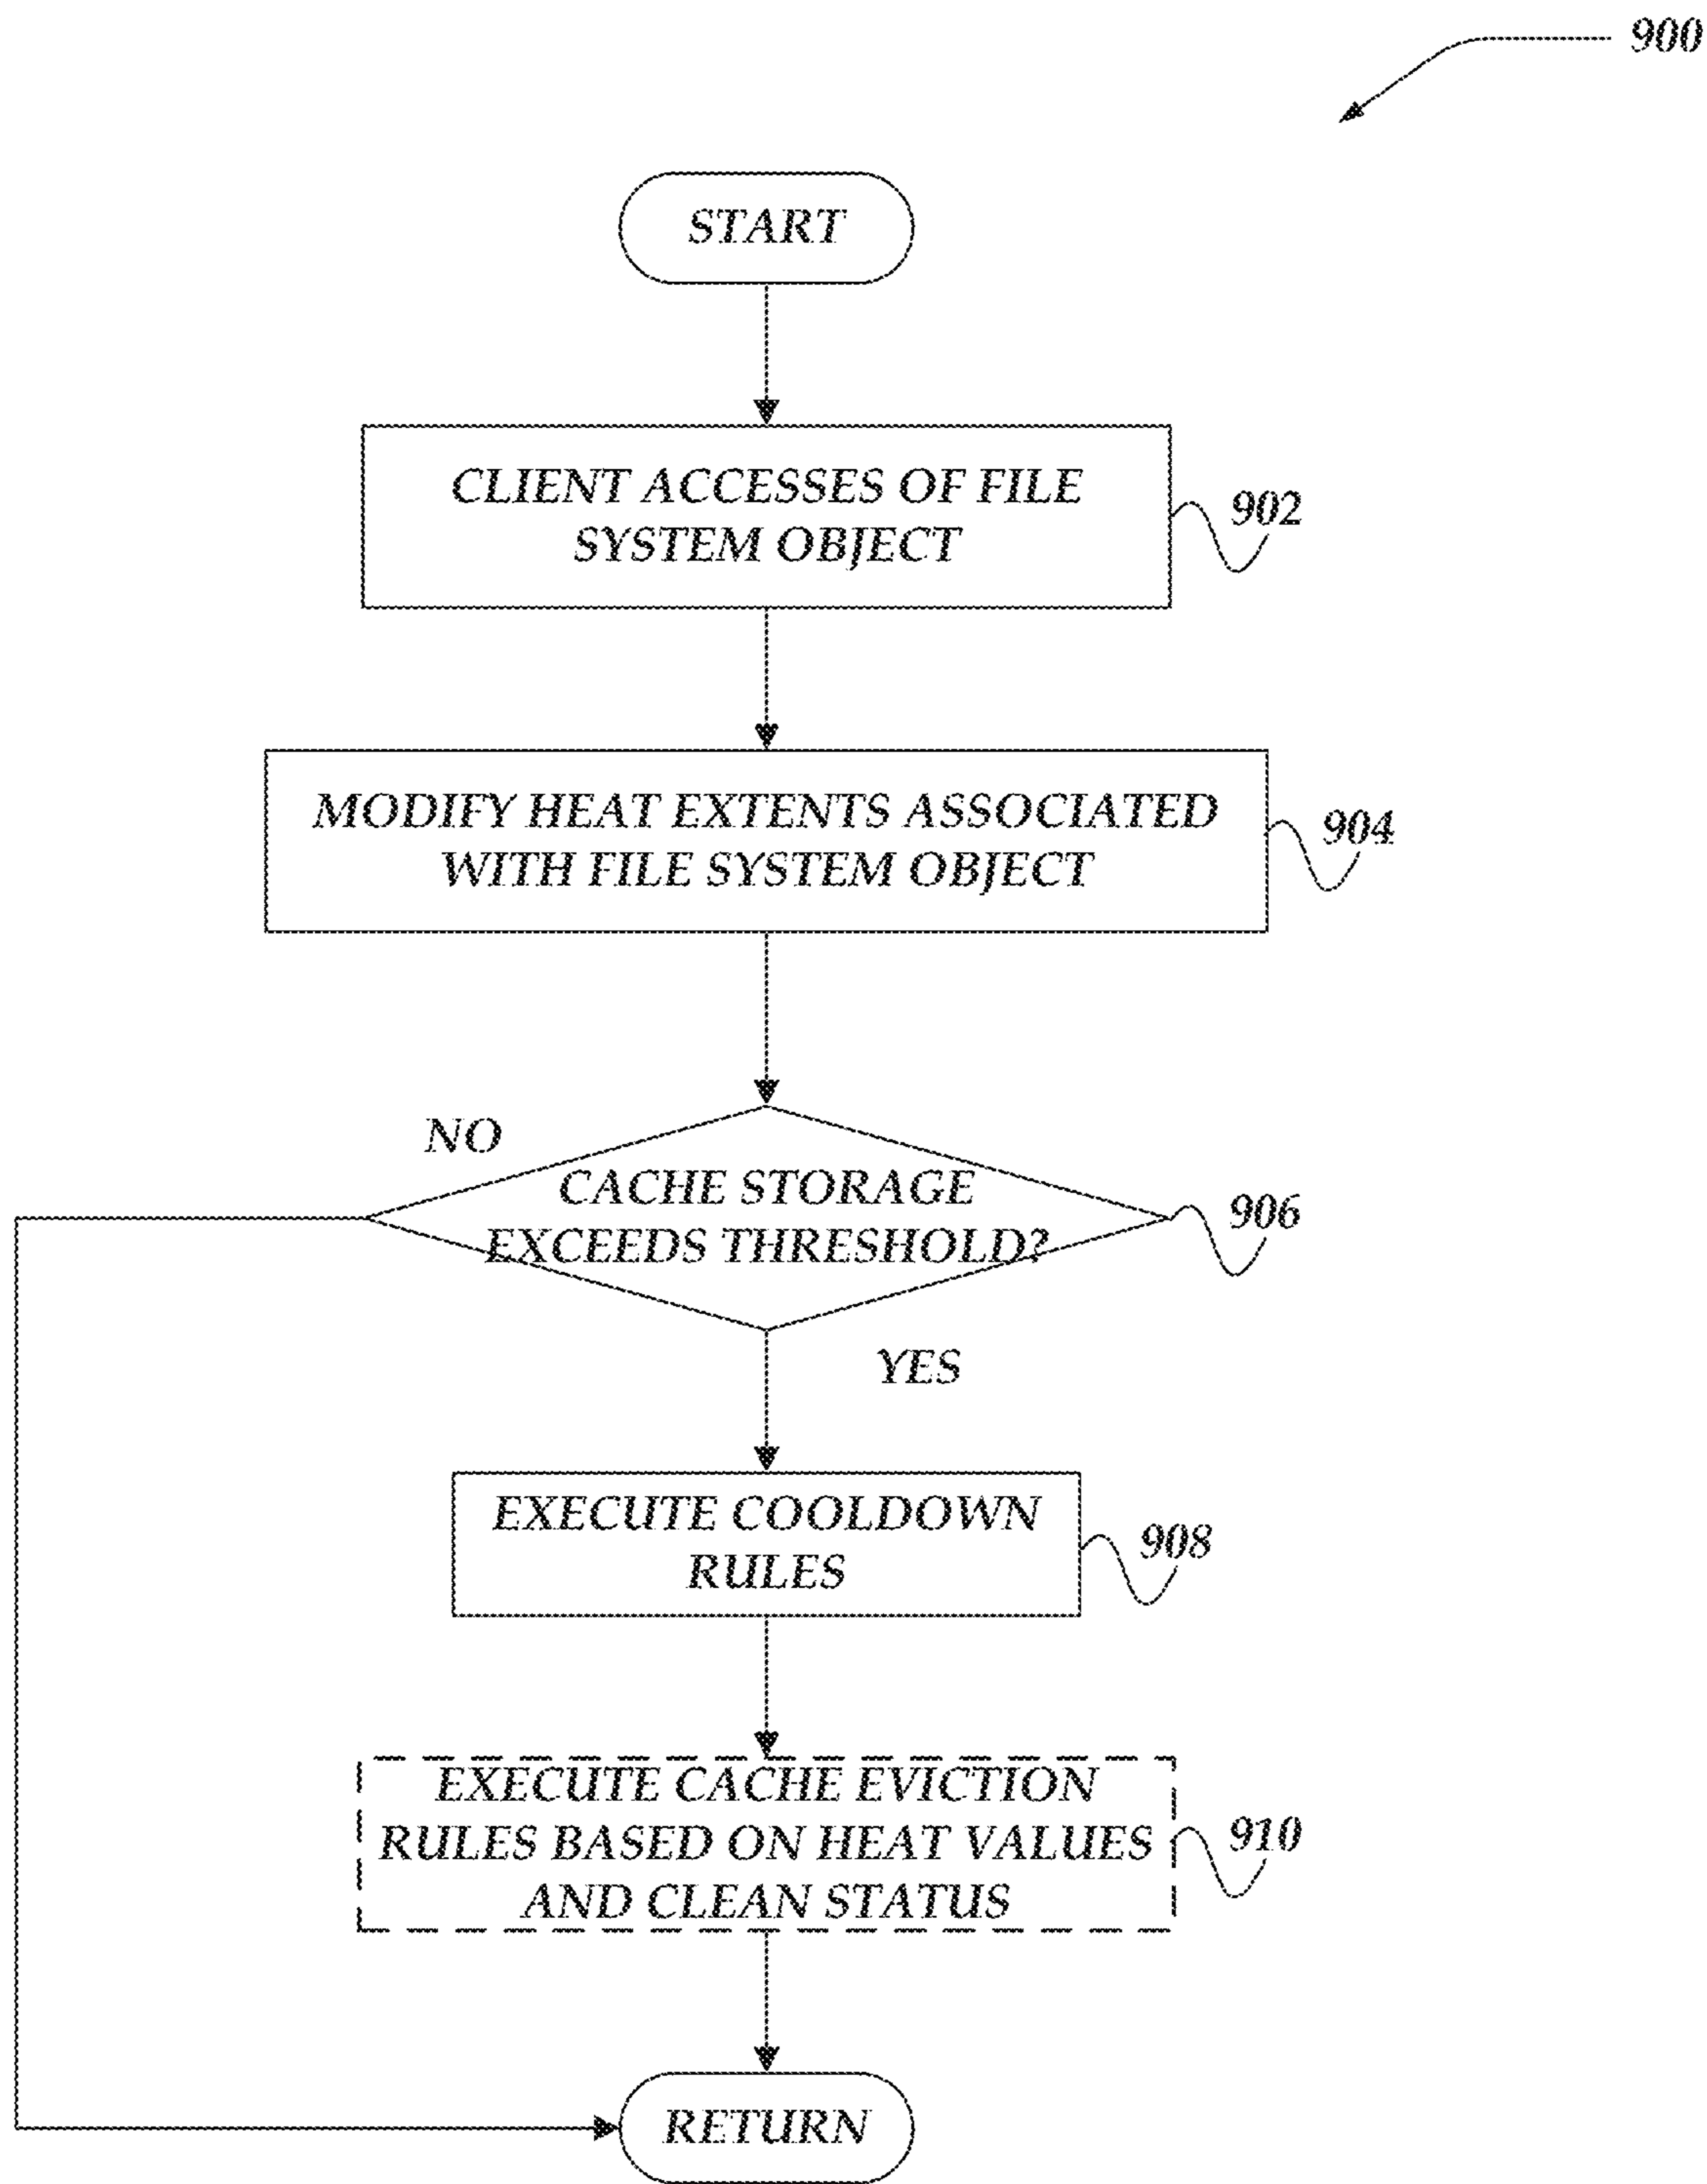 900
START
CLIENT ACCESSES OF FILE
SYSTEM OBJECT
902
MODIFY HEAT EXTENTS ASSOCIATED
WITH FILE SYSTEM OBJECT
904
NO
CACHE STORAGE
EXCEEDS THRESHOLD?
906
YES
EXECUTE COOLDOWN
RULES
908
EXECUTE CACHE EVICTION
RULES BASED ON HEAT VALUES
AND CLEAN STATUS
910
RETURN